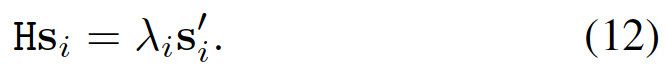 Hs_i = λ_i s′_i. (12)